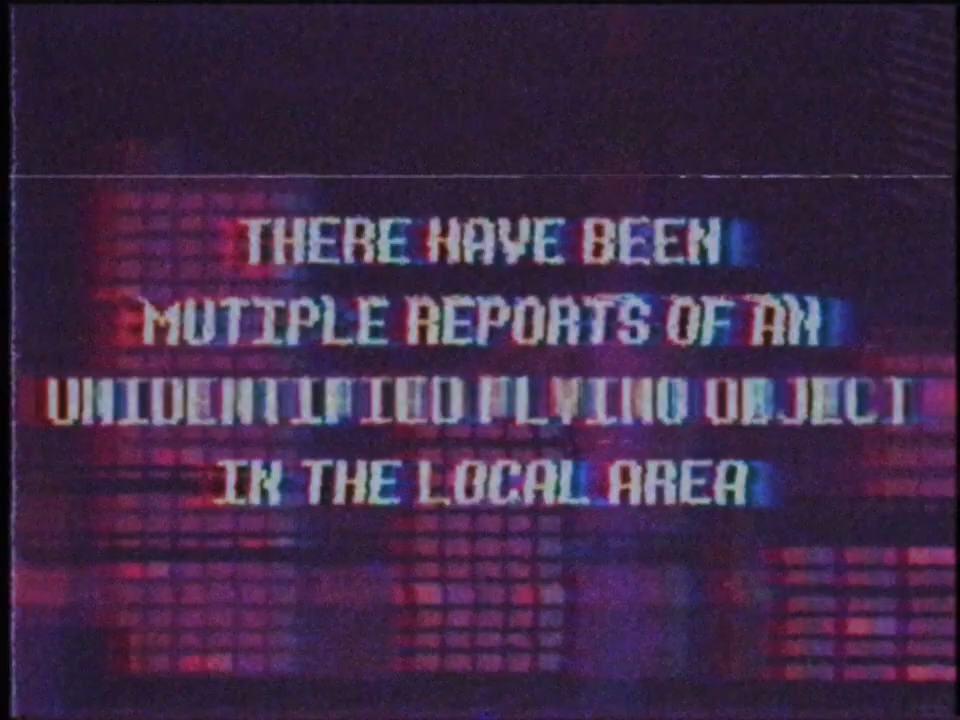 THERE HAVE BEEN
MUTIPLE REPORTS OF AN
UNIDENTIFIED FLYING OBJECT
IN THE LOCAL AREA